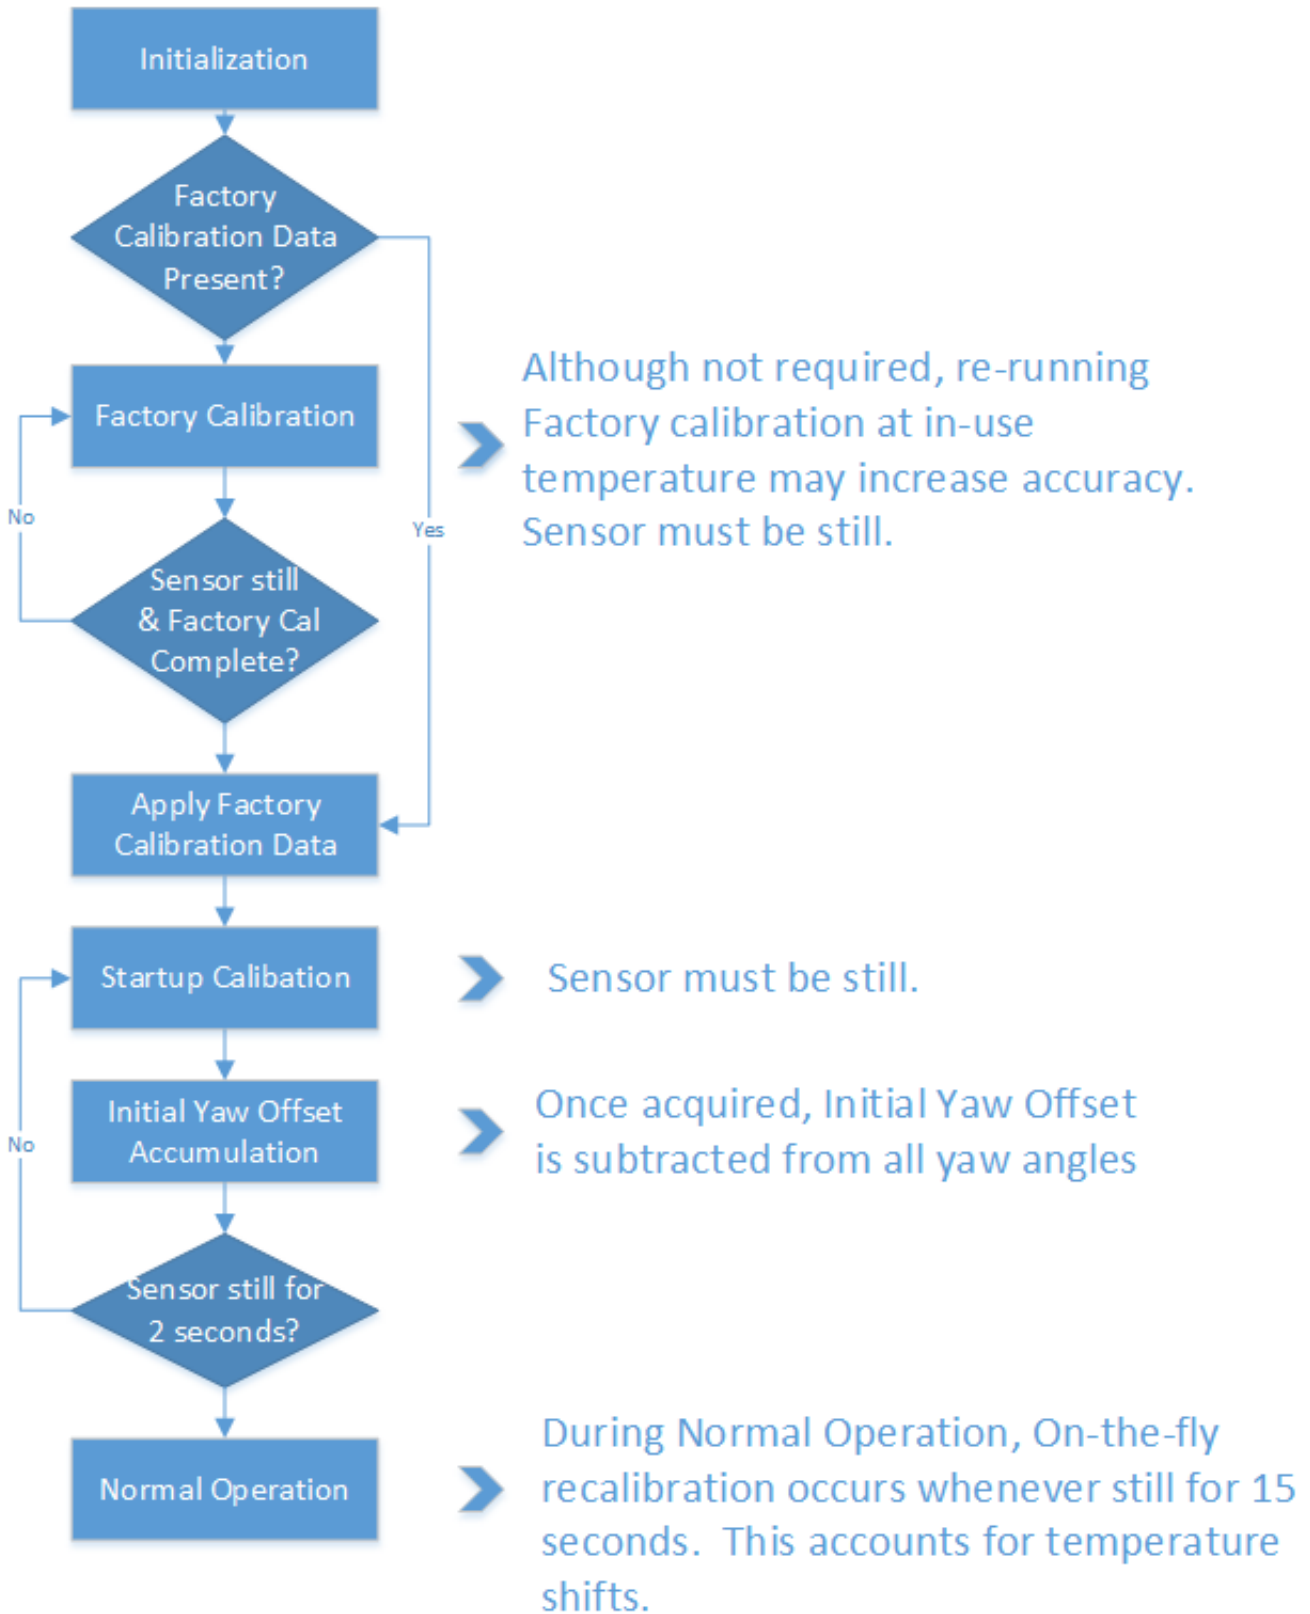 Initialization
Factory
Calibration Data
Present?
Factory Calibration
Although not required, re-running
Factory calibration at in-use
temperature may increase accuracy.
Sensor must be still.
No
Yes
Sensor still
& Factory Cal
Complete?
Apply Factory
Calibration Data
Startup Calibation
Sensor must be still.
Initial Yaw Offset
Accumulation
Once acquired, Initial Yaw Offset
is subtracted from all yaw angles
No
Sensor still for
2 seconds?
Normal Operation
During Normal Operation, On-the-fly
recalibration occurs whenever still for 15
seconds.  This accounts for temperature
shifts.